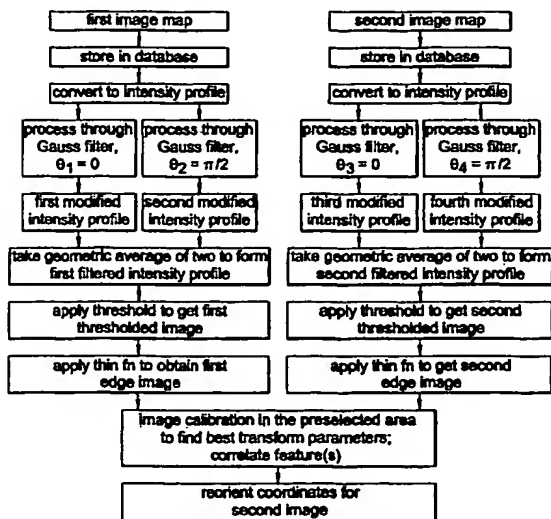 first image map
second image map
store in database
store in database
convert to intensity profile
convert to intensity profile
process through
Gauss filter,
θ1 = 0
process through
Gauss filter,
θ2 = π/2
process through
Gauss filter,
θ3 = 0
process through
Gauss filter,
θ4 = π/2
first modified
intensity profile
second modified
intensity profile
third modified
intensity profile
fourth modified
intensity profile
take geometric average of two to form
first filtered intensity profile
take geometric average of two to form
second filtered intensity profile
apply threshold to get first
thresholded image
apply threshold to get second
thresholded image
apply thin fn to obtain first
edge image
apply thin fn to get second
edge image
image calibration in the preselected area
to find best transform parameters;
correlate feature(s)
reorient coordinates for
second image